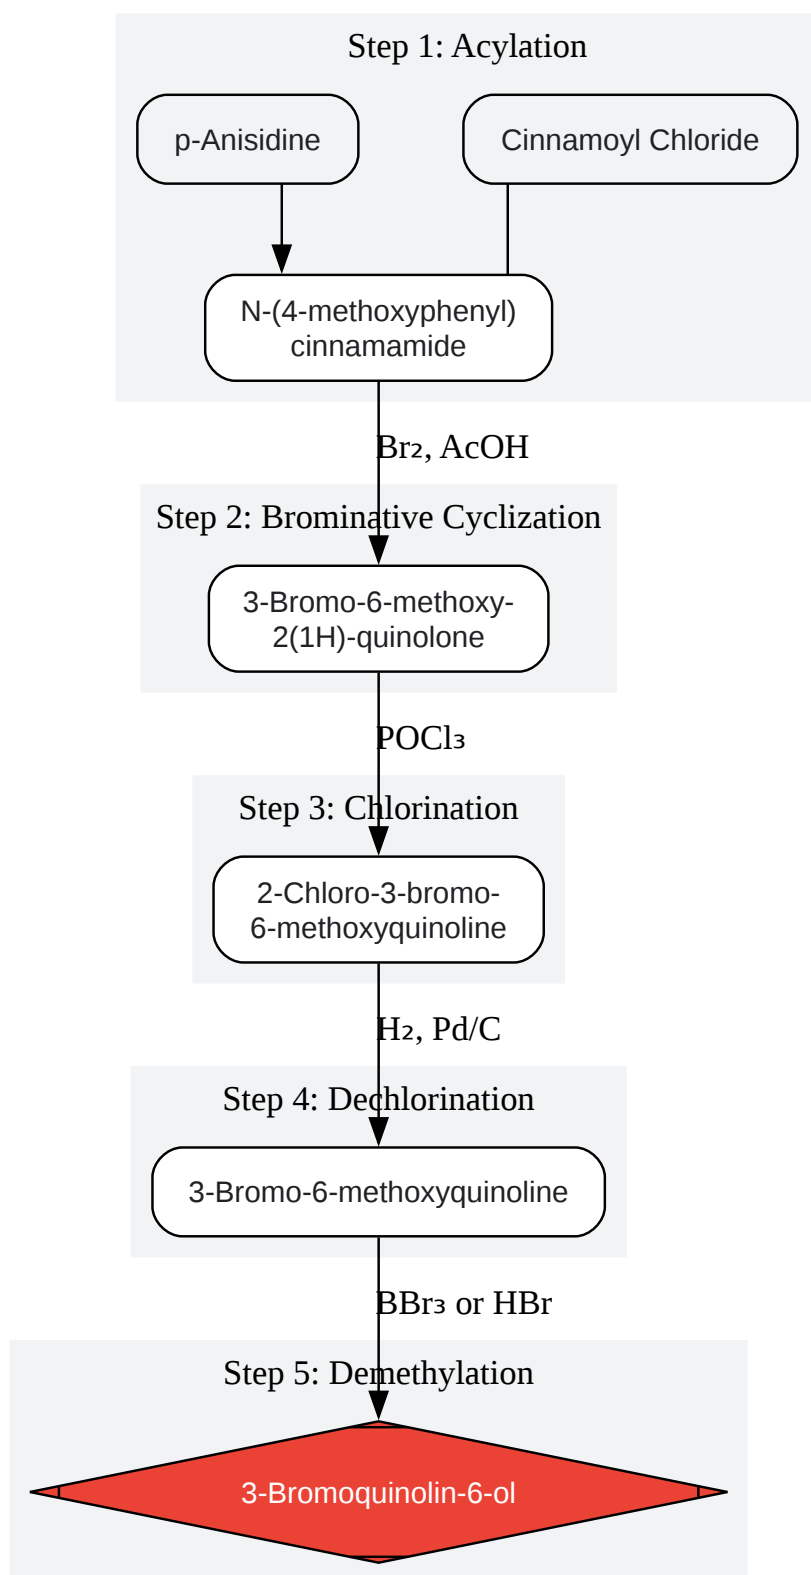 Step 1: Acylation
p-Anisidine
Cinnamoyl Chloride
N-(4-methoxyphenyl)
cinnamamide
Br₂, AcOH
Step 2: Brominative Cyclization
3-Bromo-6-methoxy-
2(1H)-quinolone
POCl₃
Step 3: Chlorination
2-Chloro-3-bromo-
6-methoxyquinoline
H₂, Pd/C
Step 4: Dechlorination
3-Bromo-6-methoxyquinoline
BBr₃ or HBr
Step 5: Demethylation
3-Bromoquinolin-6-ol